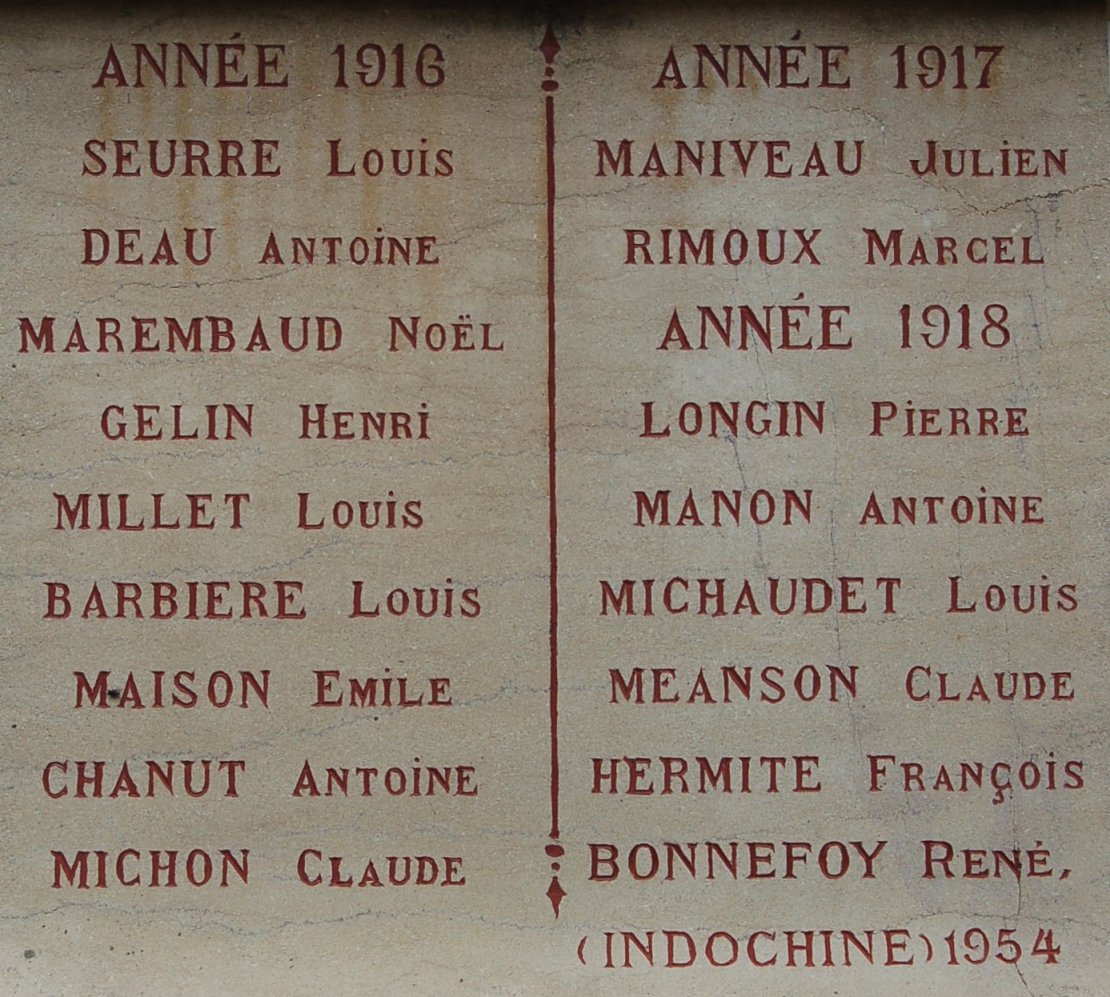 ANNÉE 1916
SEURRE Louis
DEAU Antoine
MAREMBAUD Noël
GELIN Henri
MILLET Louis
BARBIERE Louis
MAISON Emile
CHANUT Antoine
MICHON Claude
ANNÉE 1917
MANIVEAU Julien
RIMOUX Marcel
ANNÉE 1918
LONGIN Pierre
MANON Antoine
MICHAUDET Louis
MEANSON Claude
HERMITE François
BONNEFOY René,
(INDOCHINE) 1954